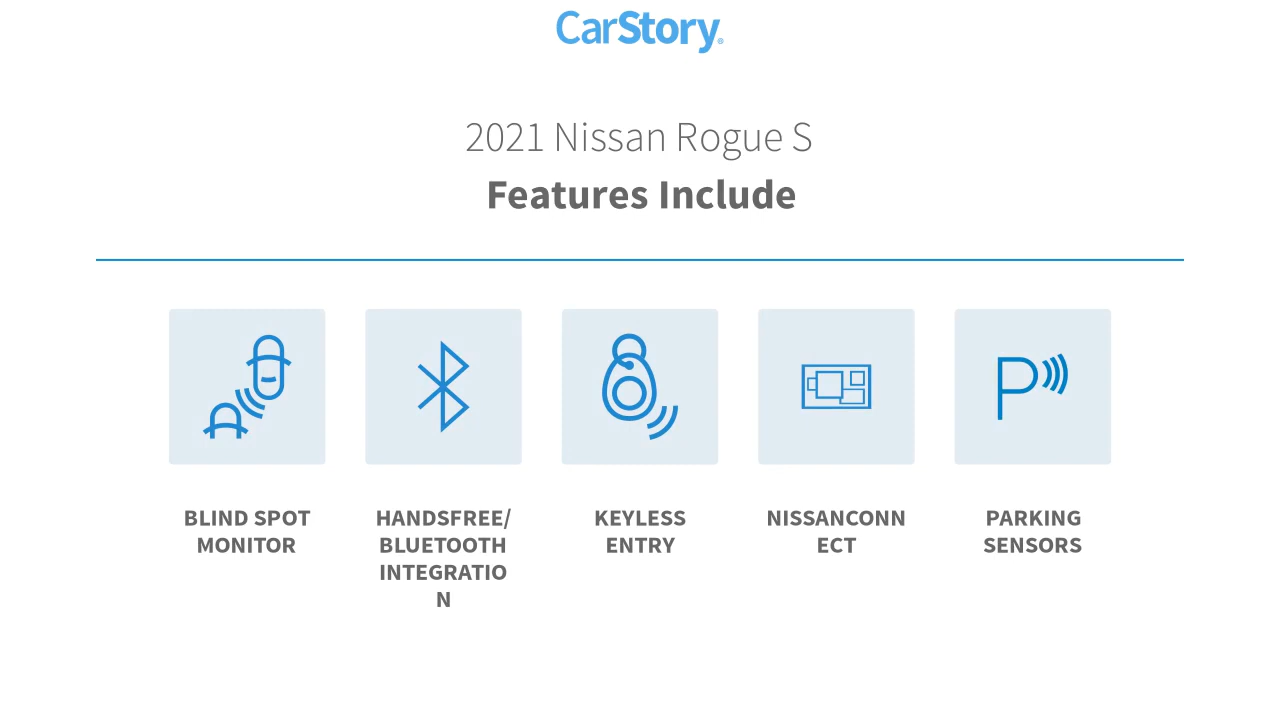 CarStory®
2021 Nissan Rogue S
Features Include
BLIND SPOT
MONITOR
HANDSFREE/
BLUETOOTH
INTEGRATIO
N
KEYLESS
ENTRY
NISSANCONN
ECT
PARKING
SENSORS